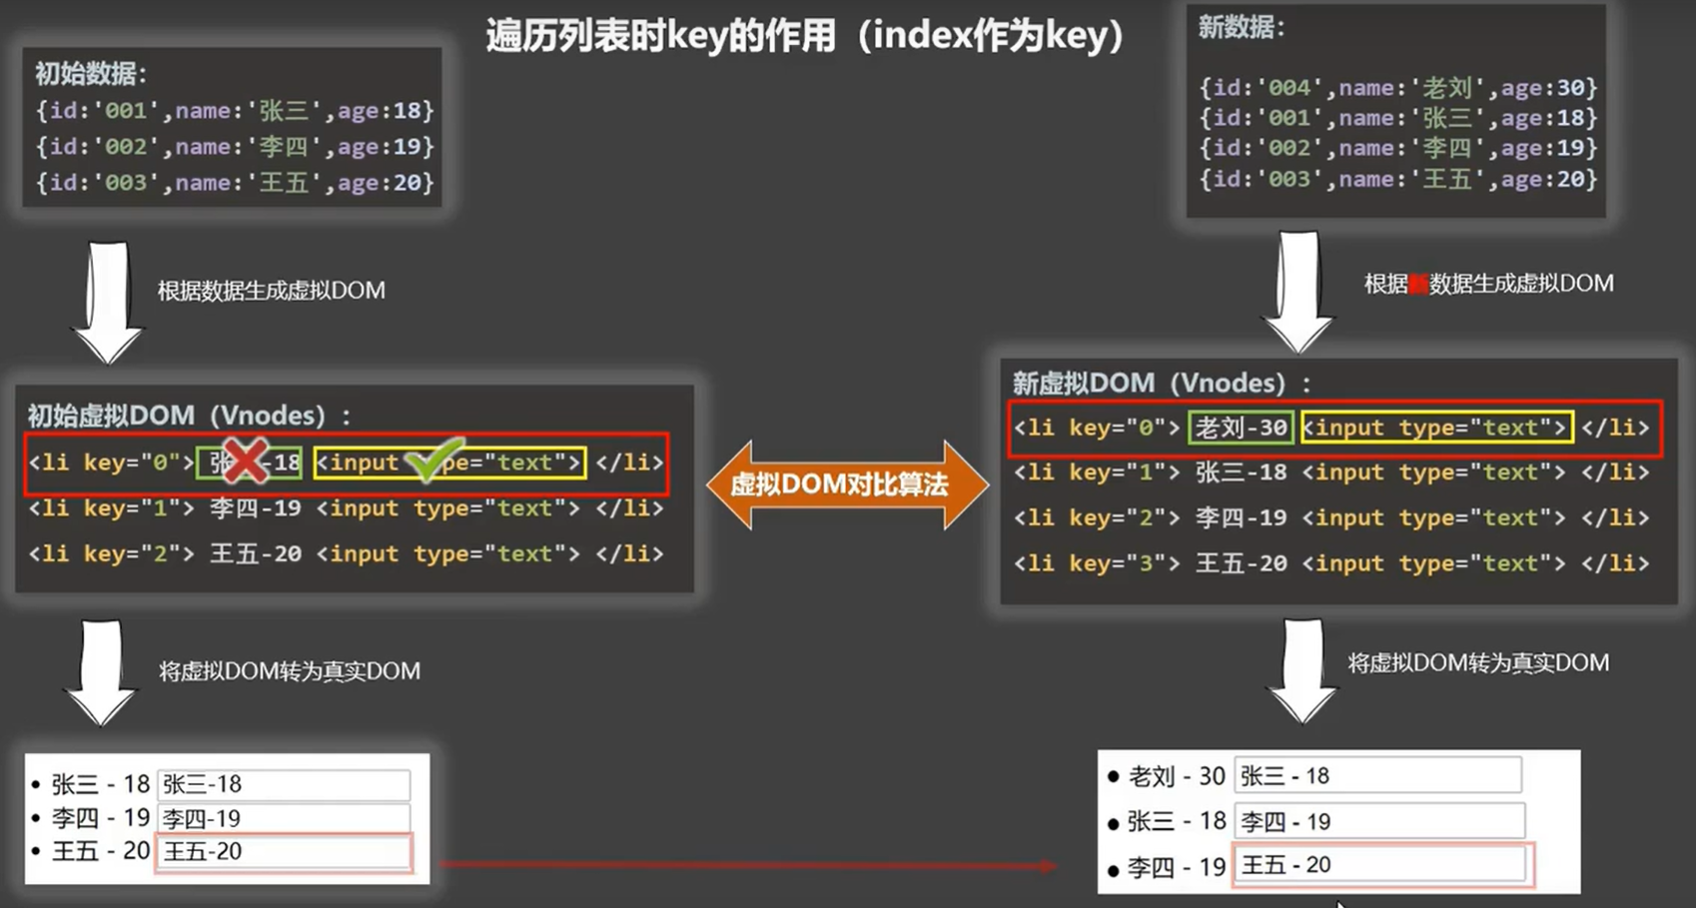 遍历列表时key的作用（index作为key）
初始数据：
{id:'001',name:'张三',age:18}
{id:'002',name:'李四',age:19}
{id:'003',name:'王五',age:20}
根据数据生成虚拟DOM
初始虚拟DOM（Vnodes）：
<li key="0"> 张 -18 <input type="text"> </li>
<li key="1"> 李四-19 <input type="text"> </li>
<li key="2"> 王五-20 <input type="text"> </li>
将虚拟DOM转为真实DOM
• 张三 - 18 张三-18
• 李四 - 19 李四-19
• 王五 - 20 王五-20
虚拟DOM对比算法
新数据：
{id:'004',name:'老刘',age:30}
{id:'001',name:'张三',age:18}
{id:'002',name:'李四',age:19}
{id:'003',name:'王五',age:20}
根据新数据生成虚拟DOM
新虚拟DOM（Vnodes）：
<li key="0"> 老刘-30 <input type="text"> </li>
<li key="1"> 张三-18 <input type="text"> </li>
<li key="2"> 李四-19 <input type="text"> </li>
<li key="3"> 王五-20 <input type="text"> </li>
将虚拟DOM转为真实DOM
● 老刘 - 30 张三 - 18
● 张三 - 18 李四 - 19
● 李四 - 19 王五 - 20